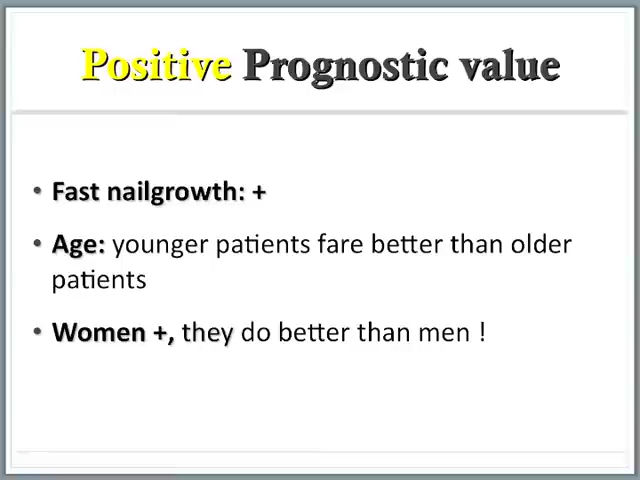 Positive Prognostic value
• Fast nailgrowth: +
• Age: younger patients fare better than older
patients
• Women +, they do better than men !